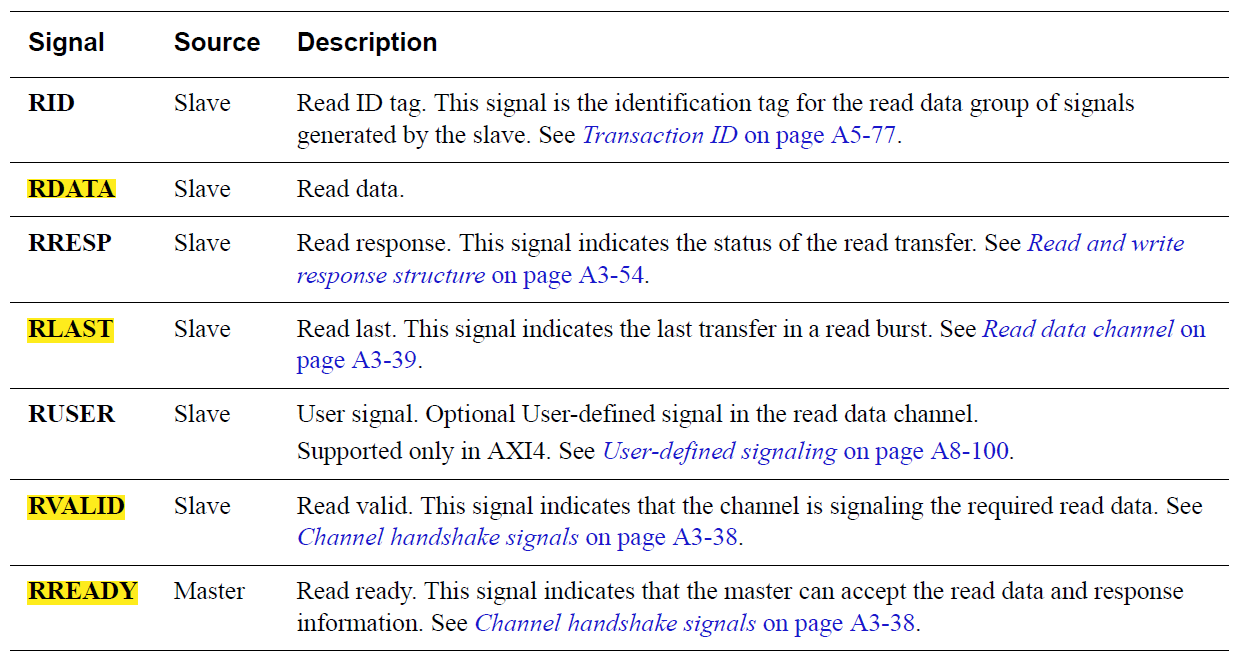 Signal Source Description
RID Slave Read ID tag. This signal is the identification tag for the read data group of signals
generated by the slave. See Transaction ID on page A5-77.
RDATA Slave Read data.
RRESP Slave Read response. This signal indicates the status of the read transfer. See Read and write
response structure on page A3-54.
RLAST Slave Read last. This signal indicates the last transfer in a read burst. See Read data channel on
page A3-39.
RUSER Slave User signal. Optional User-defined signal in the read data channel.
Supported only in AXI4. See User-defined signaling on page A8-100.
RVALID Slave Read valid. This signal indicates that the channel is signaling the required read data. See
Channel handshake signals on page A3-38.
RREADY Master Read ready. This signal indicates that the master can accept the read data and response
information. See Channel handshake signals on page A3-38.